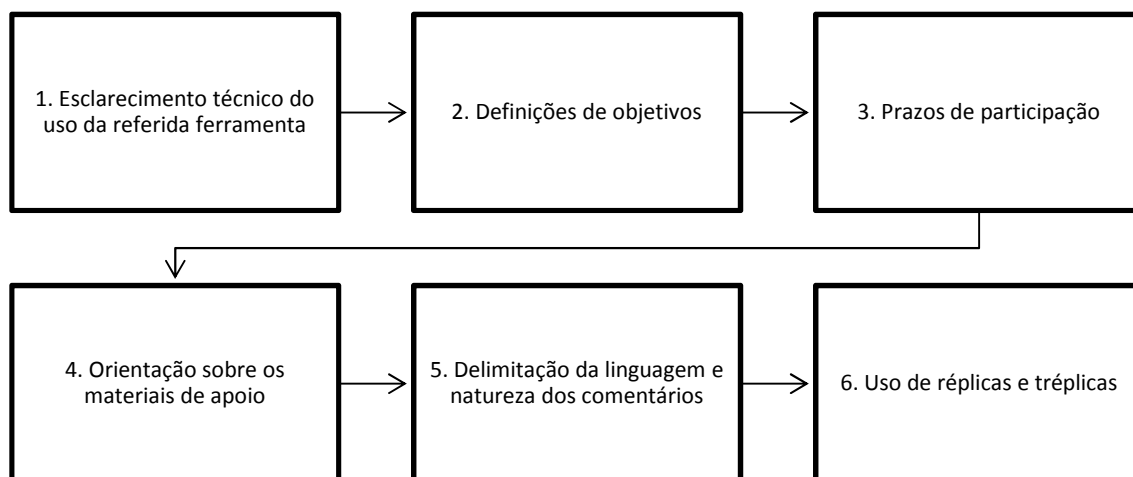 1. Esclarecimento técnico do
uso da referida ferramenta
2. Definições de objetivos
3. Prazos de participação
4. Orientação sobre os
materiais de apoio
5. Delimitação da linguagem e
natureza dos comentários
6. Uso de réplicas e tréplicas